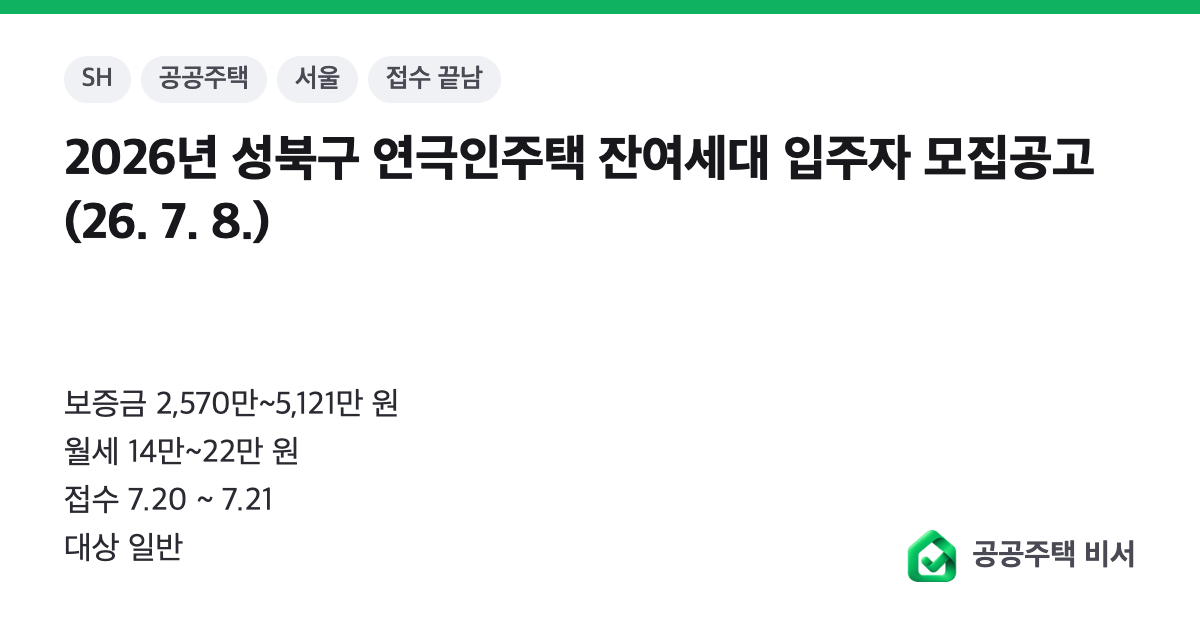 SH 공공주택 서울 접수 끝남
2026년 성북구 연극인주택 잔여세대 입주자 모집공고
(26. 7. 8.)
보증금 2,570만~5,121만 원
월세 14만~22만 원
접수 7.20 ~ 7.21
대상 일반
공공주택 비서